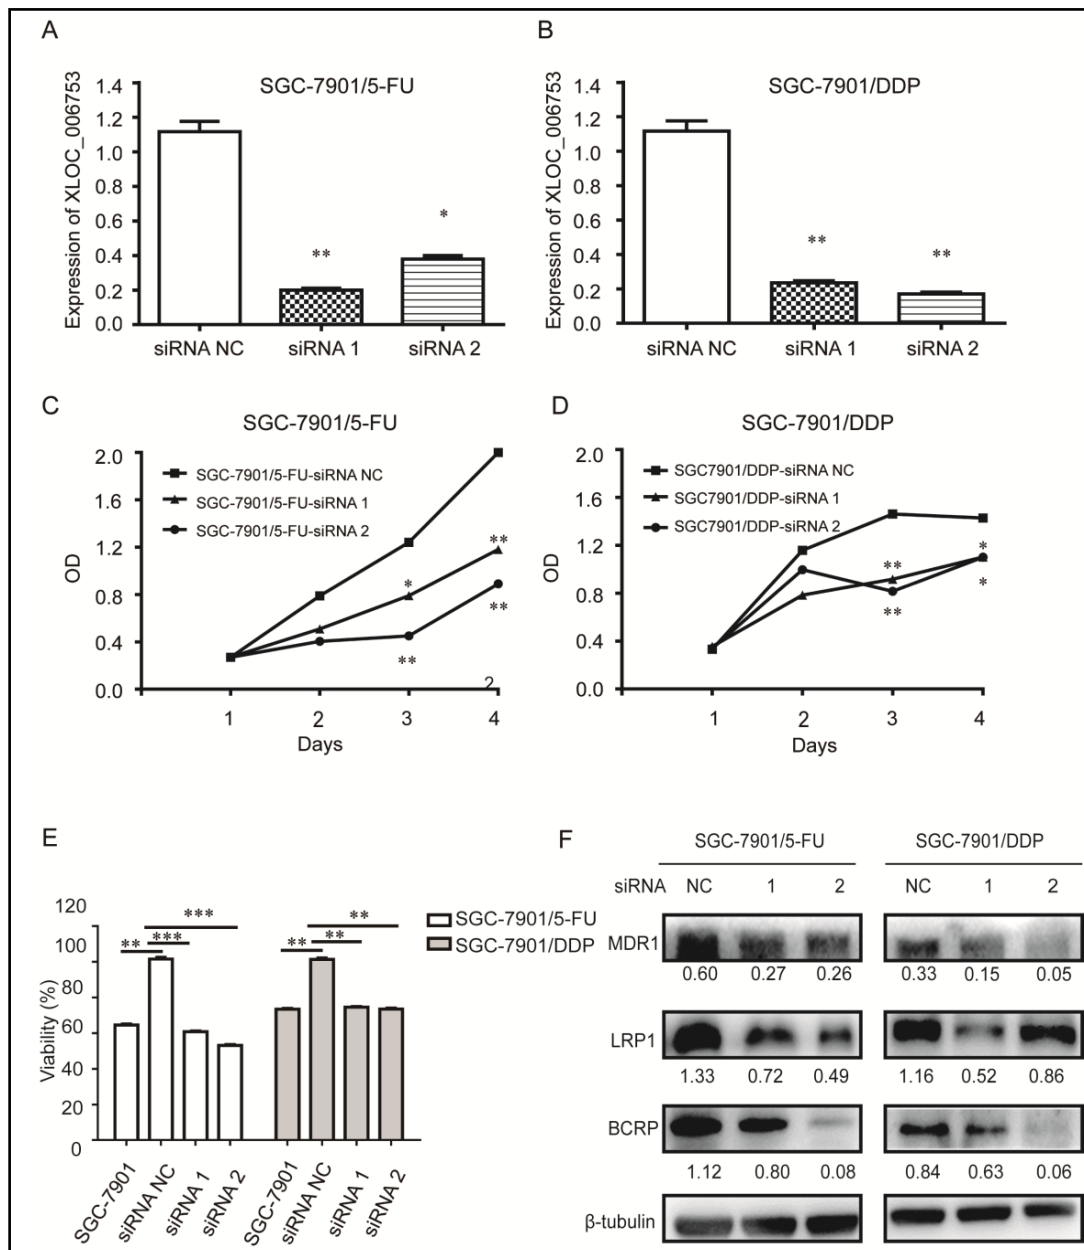 A
SGC-7901/5-FU
Expression of XLOC_006753
1.4
1.2
1.0
0.8
0.6
0.4
0.2
0.0
**
*
siRNA NC siRNA 1 siRNA 2
B
SGC-7901/DDP
Expression of XLOC_006753
1.4
1.2
1.0
0.8
0.6
0.4
0.2
0.0
**
**
siRNA NC siRNA 1 siRNA 2
C
SGC-7901/5-FU
OD
2.0
1.6
1.2
0.8
0.4
0.0
SGC-7901/5-FU-siRNA NC
SGC-7901/5-FU-siRNA 1
SGC-7901/5-FU-siRNA 2
**
*
**
**
2
1 2 3 4
Days
D
SGC-7901/DDP
OD
2.0
1.6
1.2
0.8
0.4
0.0
SGC7901/DDP-siRNA NC
SGC7901/DDP-siRNA 1
SGC7901/DDP-siRNA 2
*
**
*
**
1 2 3 4
Days
E
Viability (%)
120
100
80
60
40
20
0
***
** ***
**
** **
SGC-7901/5-FU
SGC-7901/DDP
SGC-7901 siRNA NC siRNA 1 siRNA 2 SGC-7901 siRNA NC siRNA 1 siRNA 2
F
SGC-7901/5-FU SGC-7901/DDP
siRNA NC 1 2 NC 1 2
MDR1
0.60 0.27 0.26 0.33 0.15 0.05
LRP1
1.33 0.72 0.49 1.16 0.52 0.86
BCRP
1.12 0.80 0.08 0.84 0.63 0.06
β-tubulin